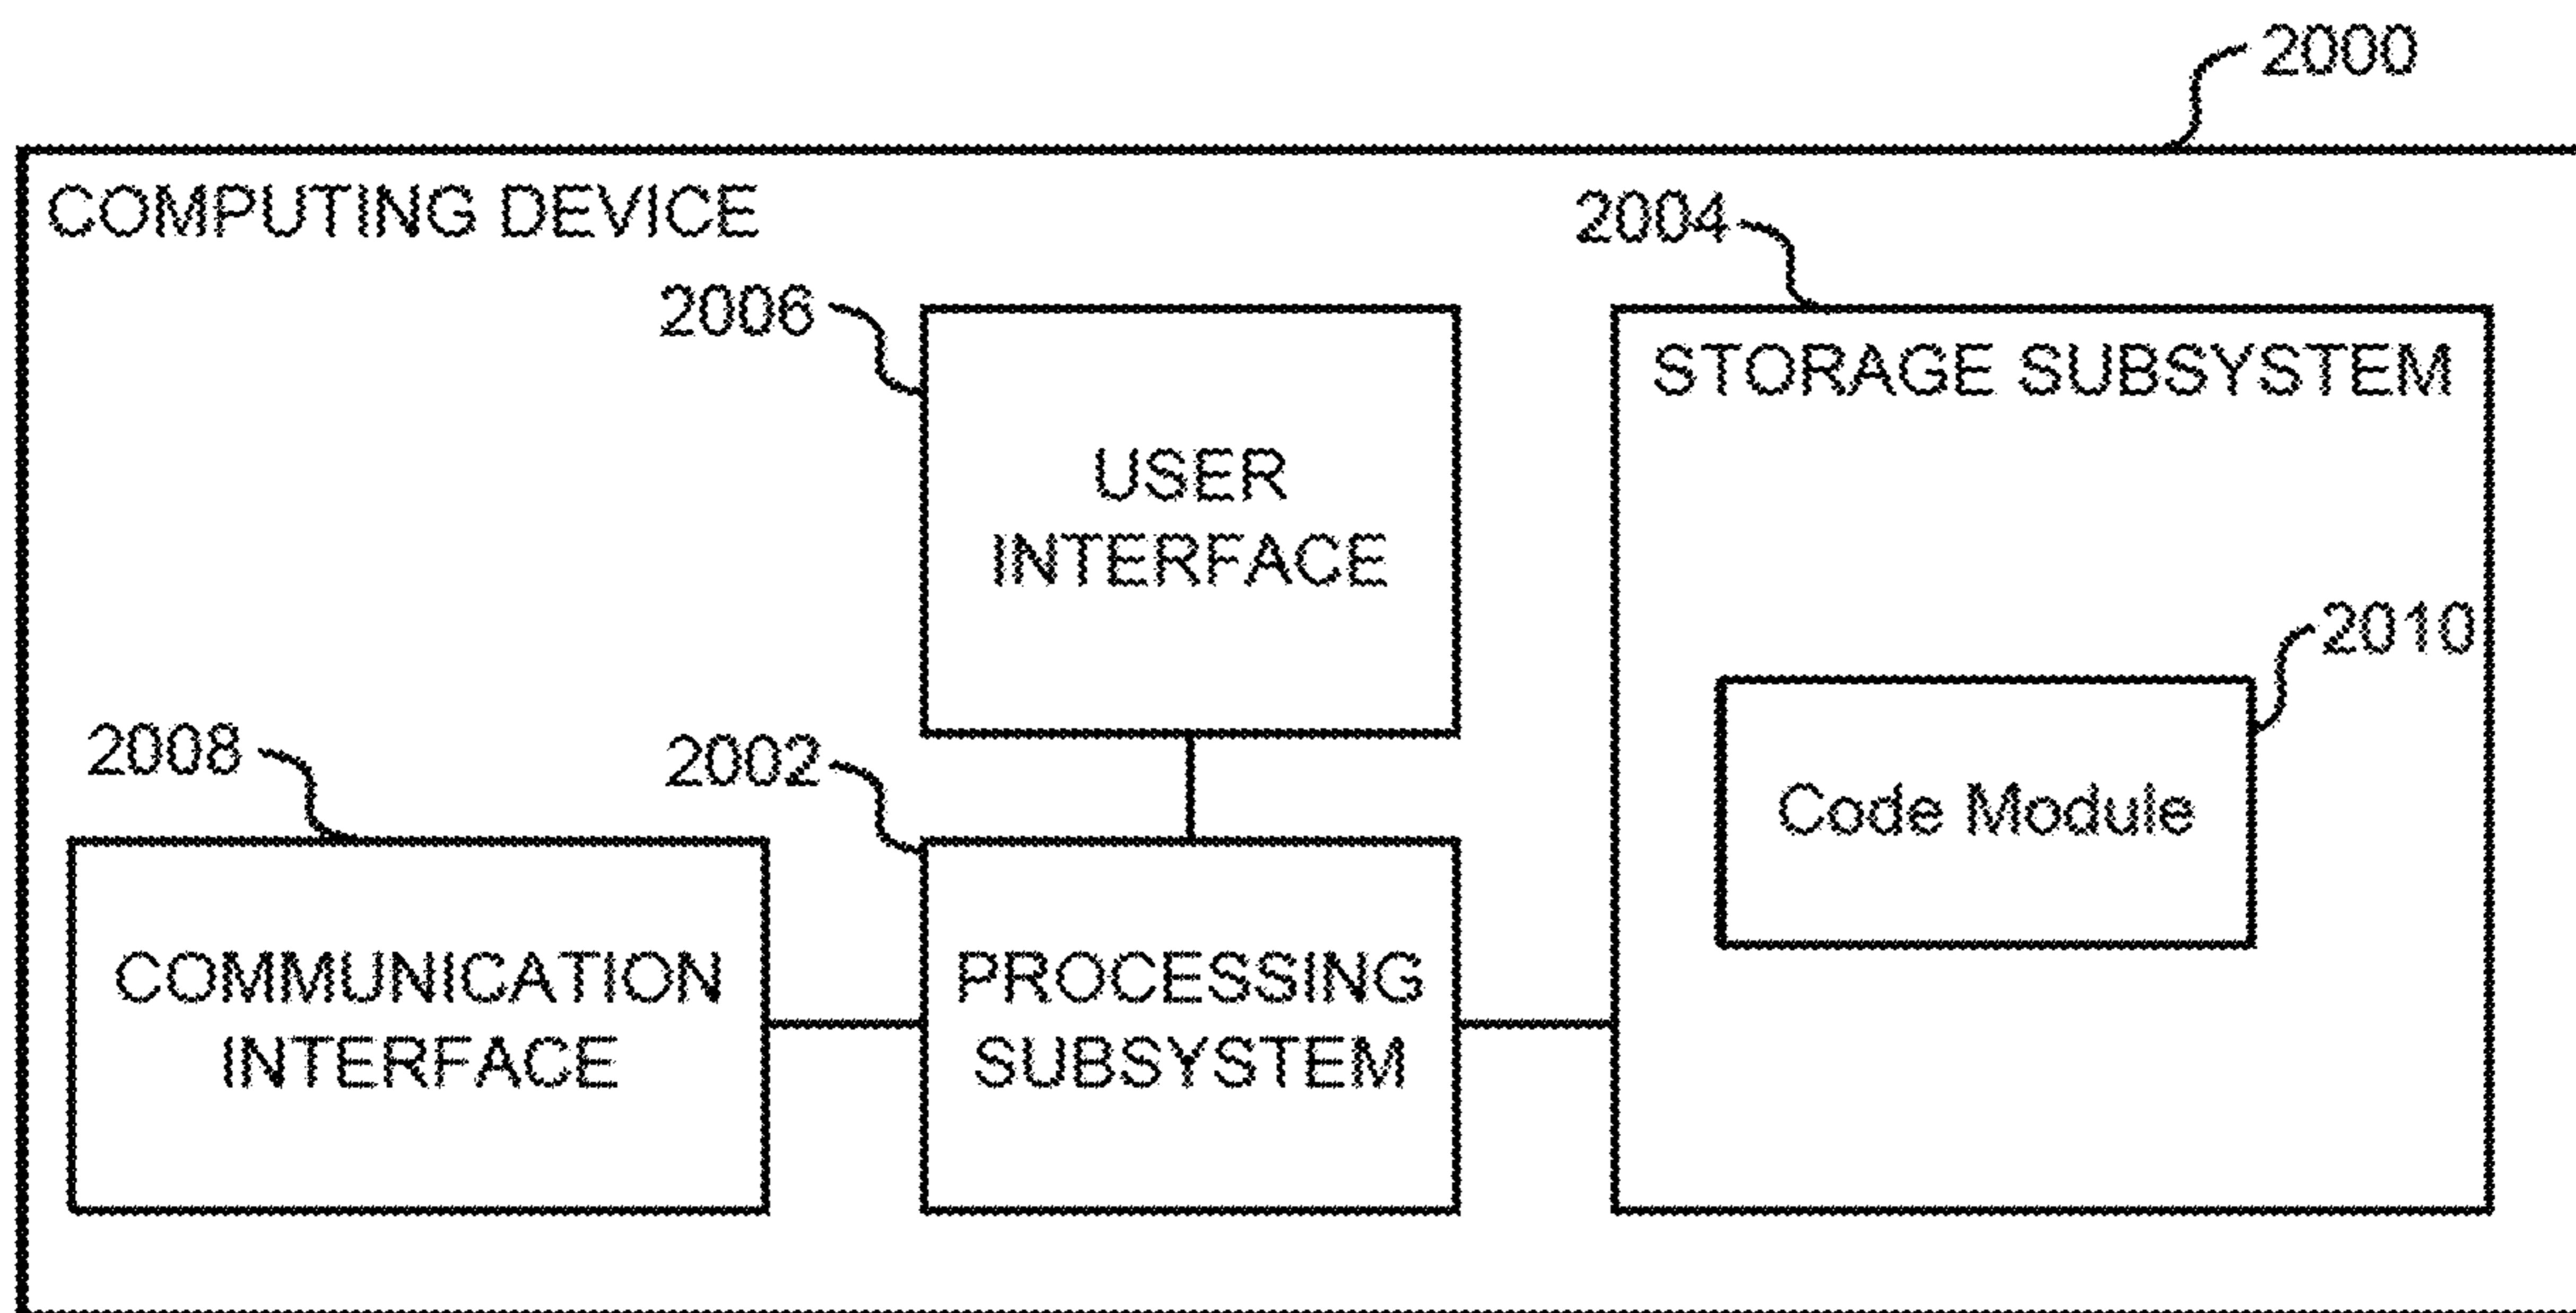 2000
COMPUTING DEVICE
2004
2006
STORAGE SUBSYSTEM
USER
INTERFACE
2010
2008
2002
Code Module
COMMUNICATION
INTERFACE
PROCESSING
SUBSYSTEM